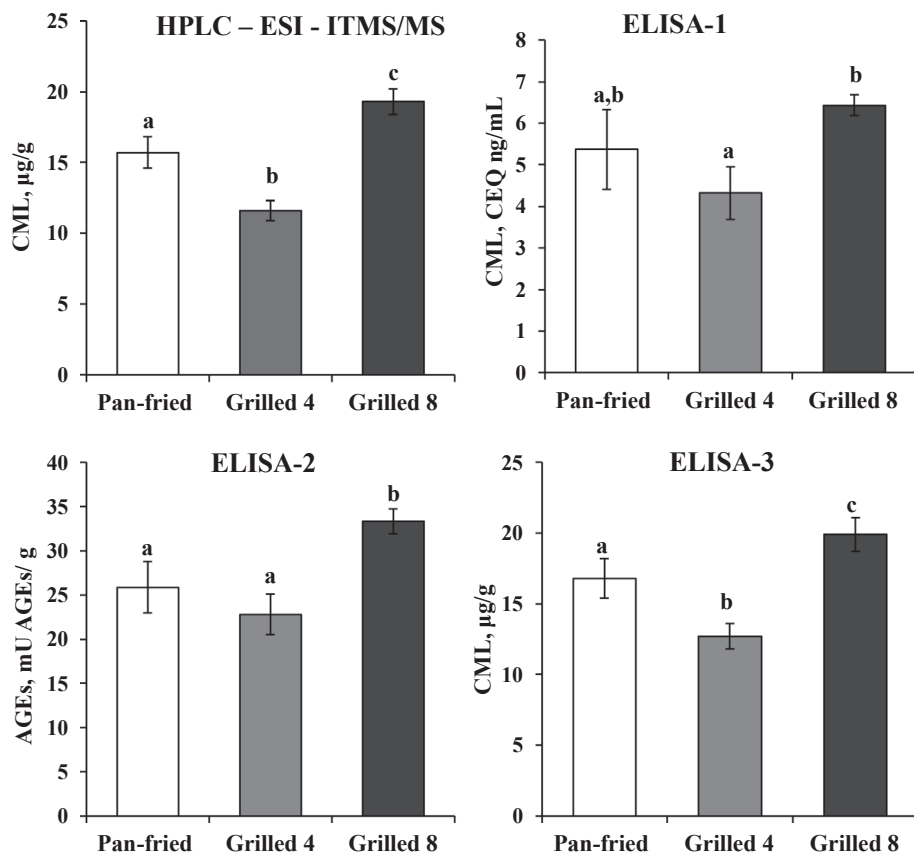 HPLC – ESI - ITMS/MS
CML, µg/g
25
20
15
10
5
0
a
b
c
Pan-fried Grilled 4 Grilled 8
ELISA-1
CML, CEQ ng/mL
8
7
6
5
4
3
2
1
0
a,b
a
b
Pan-fried Grilled 4 Grilled 8
ELISA-2
AGEs, mU AGEs/ g
40
35
30
25
20
15
10
5
0
a
a
b
Pan-fried Grilled 4 Grilled 8
ELISA-3
CML, µg/g
25
20
15
10
5
0
a
b
c
Pan-fried Grilled 4 Grilled 8